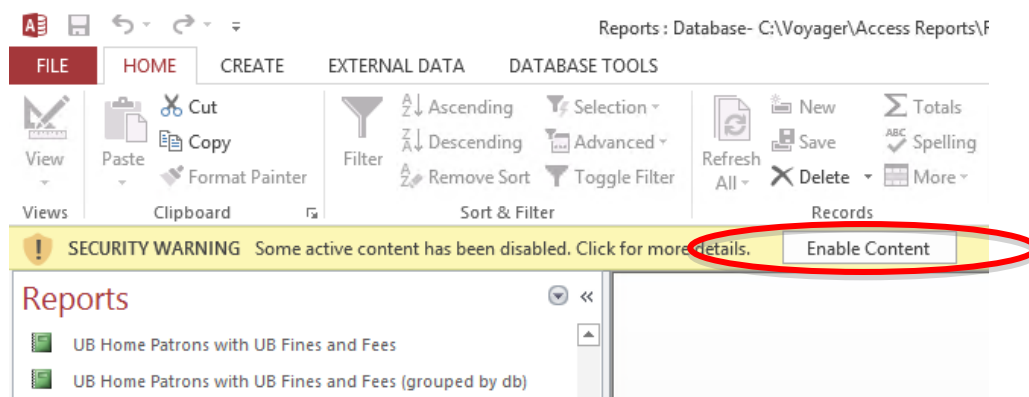 Reports : Database- C:\Voyager\Access Reports\F
FILE HOME CREATE EXTERNAL DATA DATABASE TOOLS
View
Views
Paste
Cut
Copy
Format Painter
Clipboard
Filter
Ascending
Descending
Remove Sort
Selection
Advanced
Toggle Filter
Sort & Filter
Refresh
All
New
Save
Delete
Totals
Spelling
More
Records
SECURITY WARNING Some active content has been disabled. Click for more details. Enable Content
Reports
UB Home Patrons with UB Fines and Fees
UB Home Patrons with UB Fines and Fees (grouped by db)